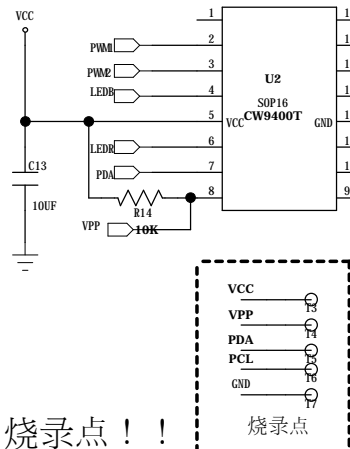 VCC
1
PWM1 2
PWM2 3
LEDB 4
U2
SOP16
CW9400T
5 VCC GND
LEDR 6
PDA 7
8 9
C13
10UF
R14
10K
VPP
1
1
1
1
1
1
1
VCC T3
VPP T4
PDA T5
PCL T6
GND T7
烧录点
烧录点！！